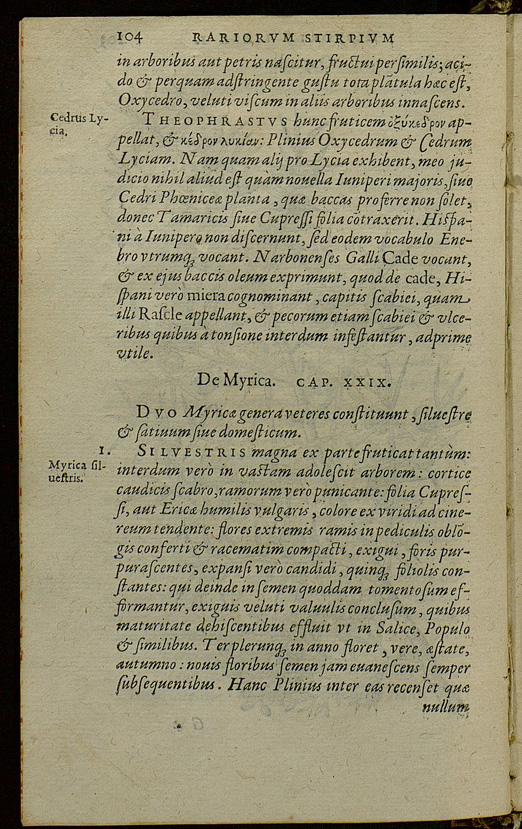 104 RARIORVM STIRPIVM
in arboribus aut petris nascitur, fructui persimilis; aci-
do & perquam adstringente gustu tota plãtula hæc est,
Oxycedro, veluti viscum in aliis arboribus innascens.
Cedrus Ly-
cia.
THEOPHRASTVS hunc fruticem ὀξύκεδρον ap-
pellat, & κέδρον λυκίαν: Plinius Oxycedrum & Cedrum
Lyciam. Nam quam alij pro Lycia exhibent, meo ju-
dicio nihil aliud est quam novella Iuniperi majoris, siue
Cedri Phœniceæ planta, quæ baccas proferre non solet,
donec Tamaricis siue Cupressi folia cõtraxerit. Hispa-
ni à Iunipero non discernunt, sed eodem vocabulo Ene-
bro vtrumq; vocant. Narbonenses Galli Cade vocant,
& ex ejus baccis oleum exprimunt, quod de cade, Hi-
spani verò miera cognominant, capitis scabiei, quam
illi Rascle appellant, & pecorum etiam scabiei & vlce-
ribus quibus à tonsione interdum infestantur, adprime
vtile.
De Myrica. CAP. XXIX.
DVO Myricæ genera veteres constituunt, siluestre
& satiuum siue domesticum.
1.
Myrica sil-
uestris.
SILVESTRIS magna ex parte fruticat tantùm:
interdum verò in vastam adolescit arborem: cortice
caudicis scabro, ramorum verò punicante: folia Cupres-
si, aut Ericæ humilis vulgaris, colore ex viridi ad cine-
reum tendente: flores extremis ramis in pediculis oblõ-
gis conferti & racematim compacti, exigui, foris pur-
purascentes, expansi verò candidi, quinq; foliolis con-
stantes: qui deinde in semen quoddam tomentosum ef-
formantur, exiguis veluti valuulis conclusum, quibus
maturitate dehiscentibus effluit vt in Salice, Populo
& similibus. Ter plerunq; in anno floret, vere, æstate,
autumno: nouis floribus semen jam euanescens semper
subsequentibus. Hanc Plinius inter eas recenset quæ
nullum